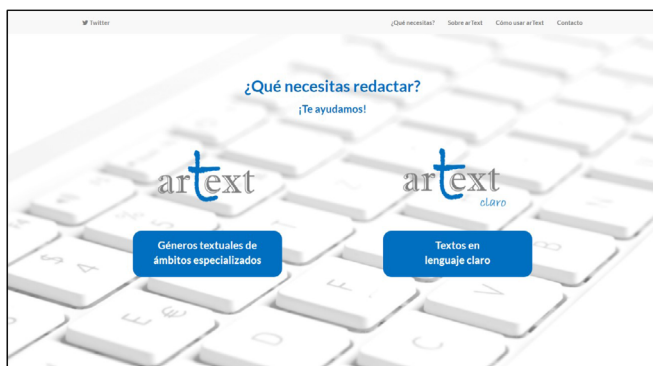 Twitter
¿Qué necesitas? Sobre arText Cómo usar arText Contacto
¿Qué necesitas redactar?
¡Te ayudamos!
artext
artext
claro
Géneros textuales de
ámbitos especializados
Textos en
lenguaje claro